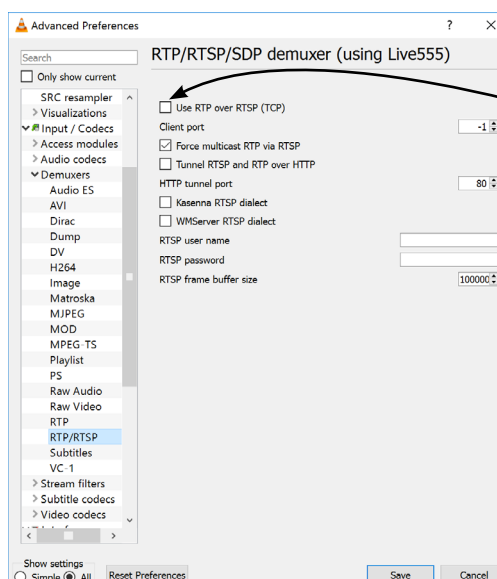 Advanced Preferences
?
X
Search
Only show current
SRC resampler
Visualizations
Input / Codecs
Access modules
Audio codecs
Demuxers
Audio ES
AVI
Dirac
Dump
DV
H264
Image
Matroska
MJPEG
MOD
MPEG-TS
Playlist
PS
Raw Audio
Raw Video
RTP
RTP/RTSP
Subtitles
VC-1
Stream filters
Subtitle codecs
Video codecs
Show settings
Simple All
Reset Preferences
RTP/RTSP/SDP demuxer (using Live555)
Use RTP over RTSP (TCP)
Client port -1
Force multicast RTP via RTSP
Tunnel RTSP and RTP over HTTP
HTTP tunnel port 80
Kasenna RTSP dialect
WMServer RTSP dialect
RTSP user name
RTSP password
RTSP frame buffer size 100000
Save
Cancel